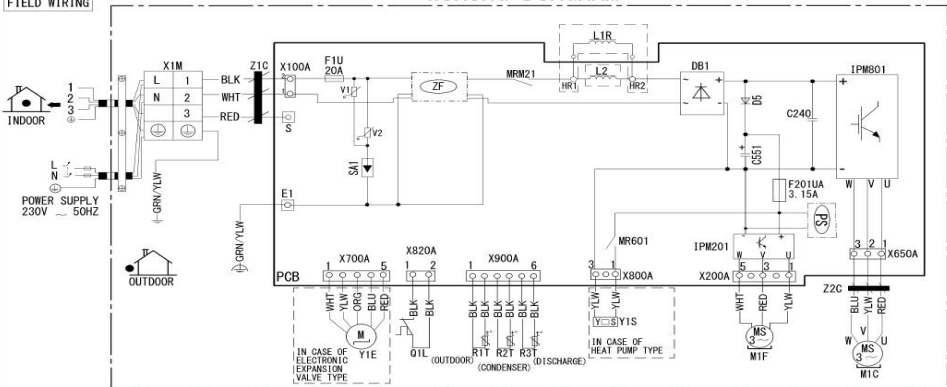 FIELD WIRING
INDOOR
1
2
3
L
N
POWER SUPPLY
230V ~ 50HZ
GRN/YLW
OUTDOOR
X1M
L 1
N 2
3
BLK
WHT
RED
Z1C
X100A
2
1
S
E1
GRN/YLW
PCB
F1U
20A
V1
V2
SA1
ZF
MRM21
L1R
L2
HR1
HR2
DB1
~
~
+
-
D5
C551
C240
IPM801
+
-
W V U
F201UA
3.15A
PS
IPM201
- +
W V U
MR601
X700A
1 5
WHT
YLW
ORG
BLU
RED
M
Y1E
IN CASE OF
ELECTRONIC
EXPANSION
VALVE TYPE
X820A
1 2
BLK
BLK
Q1L
X900A
1 6
BLK
BLK
BLK
BLK
BLK
BLK
R1T R2T R3T
(OUTDOOR) (CONDENSER) (DISCHARGE)
3 1
X800A
YLW
YLW
Y S Y1S
IN CASE OF
HEAT PUMP TYPE
X200A
5 3 1
WHT
RED
YLW
MS
3
M1F
3 2 1
X650A
Z2C
BLU
YLW
RED
W V U
MS
3
M1C